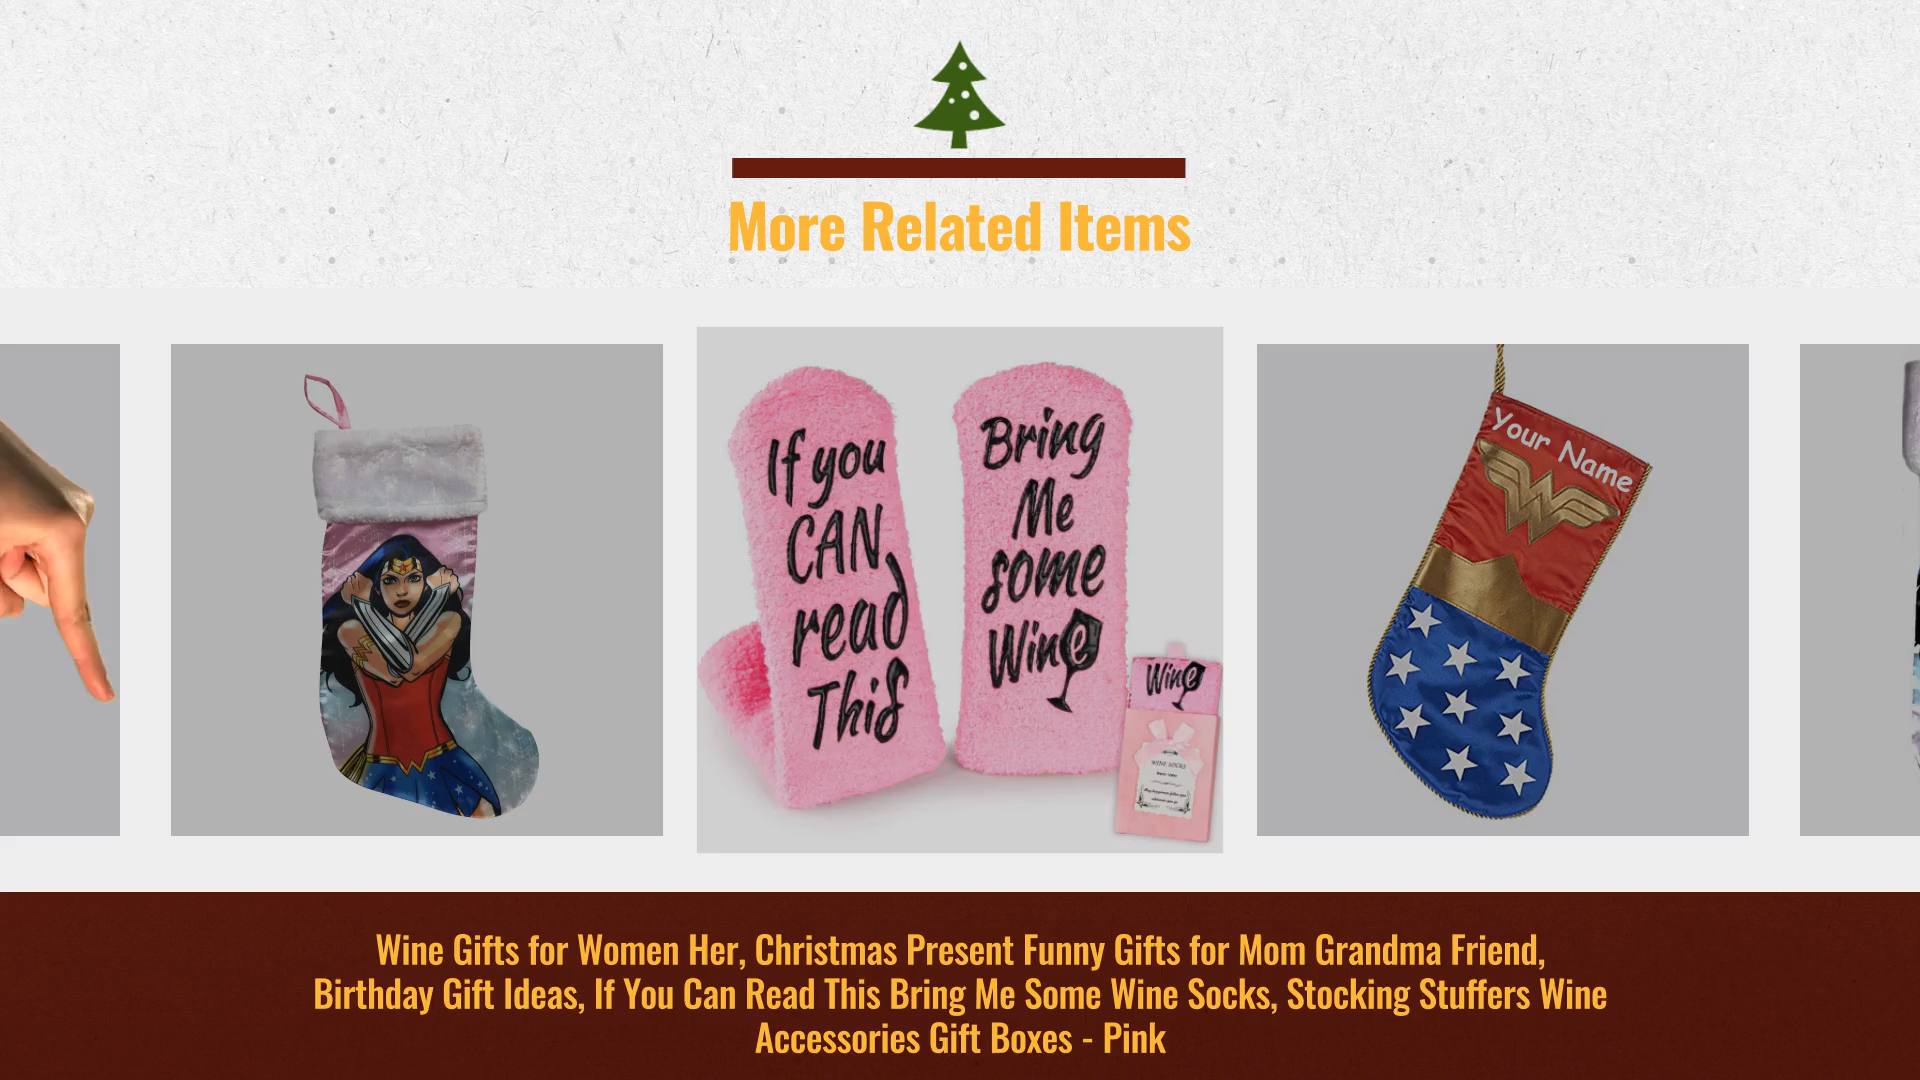 More Related Items
If you
CAN
read
This
Bring
Me
some
Wine
Wine
WINE SOCKS
Your Name
Wine Gifts for Women Her, Christmas Present Funny Gifts for Mom Grandma Friend,
Birthday Gift Ideas, If You Can Read This Bring Me Some Wine Socks, Stocking Stuffers Wine
Accessories Gift Boxes - Pink